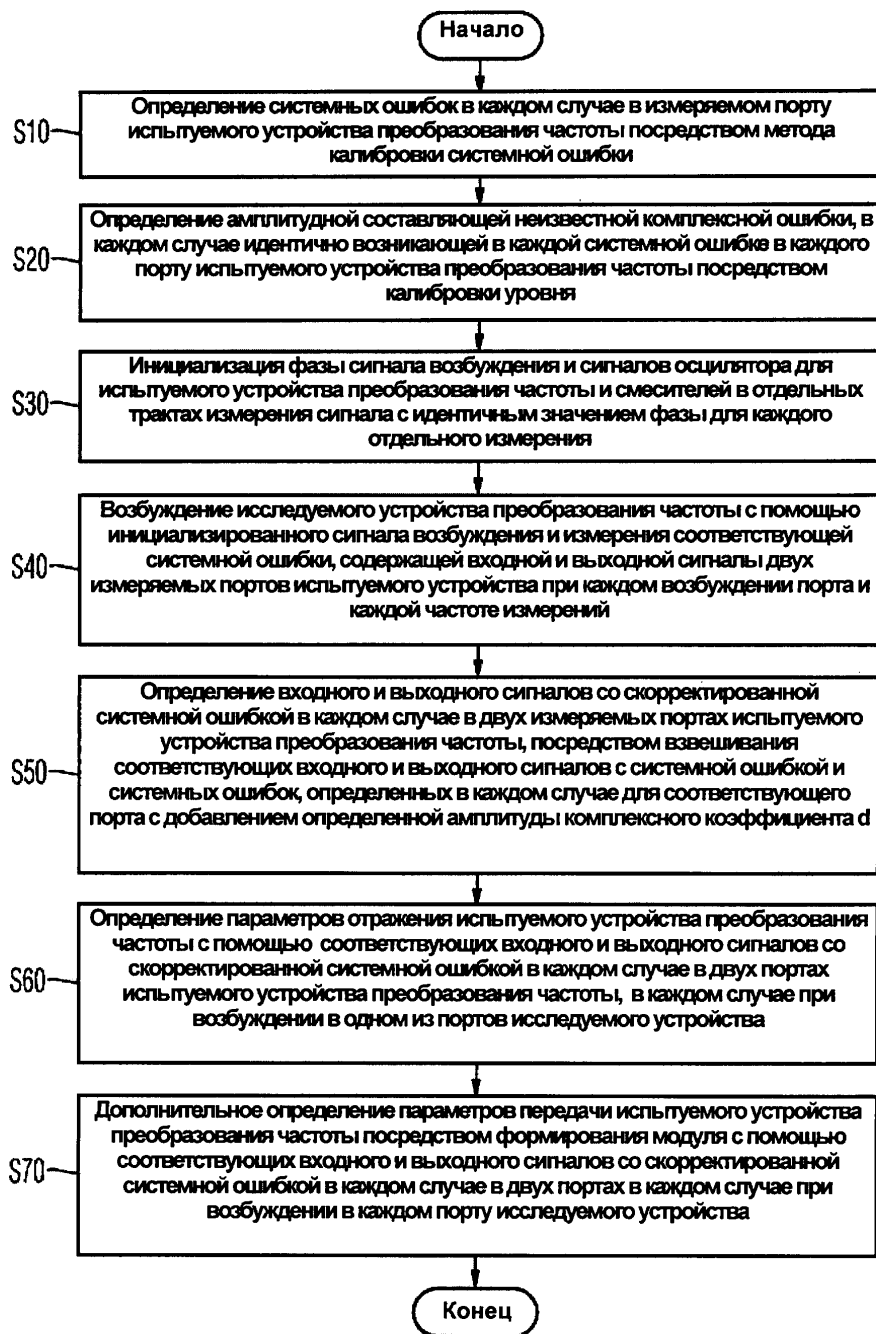 Начало
S10
Определение системных ошибок в каждом случае в измеряемом порту
испытуемого устройства преобразования частоты посредством метода
калибровки системной ошибки
S20
Определение амплитудной составляющей неизвестной комплексной ошибки, в
каждом случае идентично возникающей в каждой системной ошибке в каждого
порту испытуемого устройства преобразования частоты посредством
калибровки уровня
S30
Инициализация фазы сигнала возбуждения и сигналов осцилятора для
испытуемого устройства преобразования частоты и смесителей в отдельных
трактах измерения сигнала с идентичным значением фазы для каждого
отдельного измерения
S40
Возбуждение исследуемого устройства преобразования частоты с помощью
инициализированного сигнала возбуждения и измерения соответствующей
системной ошибки, содержащей входной и выходной сигналы двух
измеряемых портов испытуемого устройства при каждом возбуждении порта и
каждой частоте измерений
S50
Определение входного и выходного сигналов со скорректированной
системной ошибкой в каждом случае в двух измеряемых портах испытуемого
устройства преобразования частоты, посредством взвешивания
соответствующих входного и выходного сигналов с системной ошибкой и
системных ошибок, определенных в каждом случае для соответствующего
порта с добавлением определенной амплитуды комплексного коэффициента d
S60
Определение параметров отражения испытуемого устройства преобразования
частоты с помощью соответствующих входного и выходного сигналов со
скорректированной системной ошибкой в каждом случае в двух портах
испытуемого устройства преобразования частоты, в каждом случае при
возбуждении в одном из портов исследуемого устройства
S70
Дополнительное определение параметров передачи испытуемого устройства
преобразования частоты посредством формирования модуля с помощью
соответствующих входного и выходного сигналов со скорректированной
системной ошибкой в каждом случае в двух портах в каждом случае при
возбуждении в каждом порту исследуемого устройства
Конец